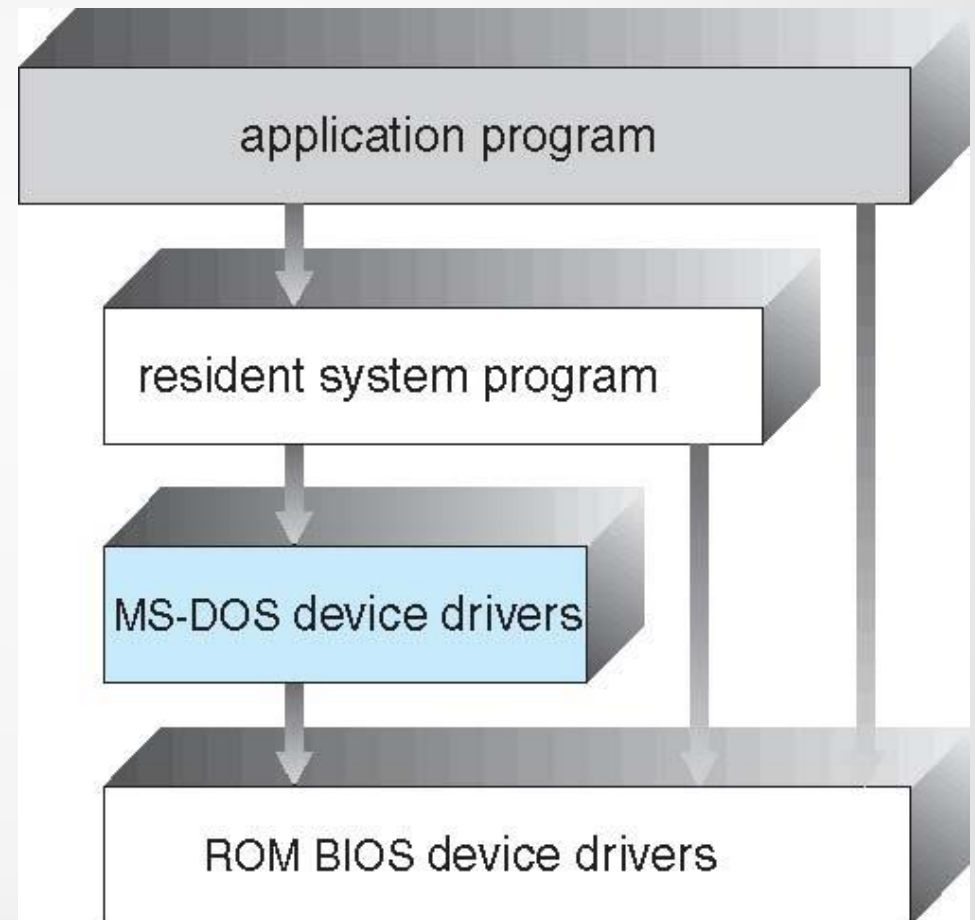 application program
resident system program
MS-DOS device drivers
ROM BIOS device drivers